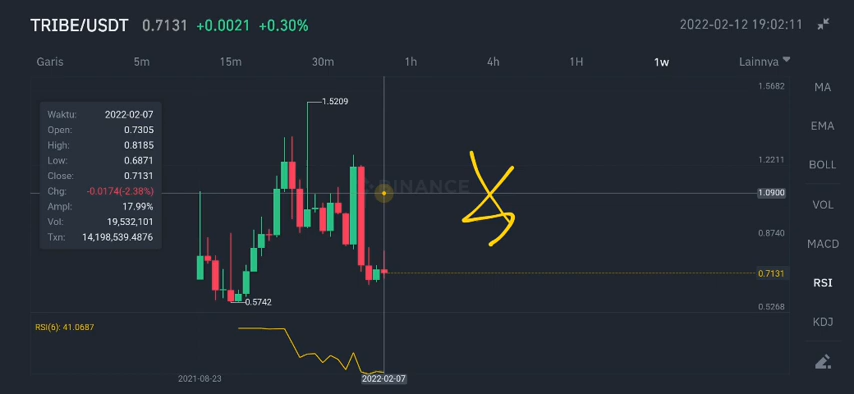 TRIBE/USDT 0.7131 +0.0021 +0.30% 2022-02-12 19:02:11
Garis 5m 15m 30m 1h 4h 1H 1w Lainnya
1.5682
Waktu: 2022-02-07
Open: 0.7305
High: 0.8185
Low: 0.6871
Close: 0.7131
Chg: -0.0174(-2.38%)
Ampl: 17.99%
Vol: 19,532,101
Txn: 14,198,539.4876
1.5209
BINANCE
0.5742
1.2211
1.0900
0.8740
0.7131
0.5268
RSI(6): 41.0687
2021-08-23 2022-02-07
MA
EMA
BOLL
VOL
MACD
RSI
KDJ